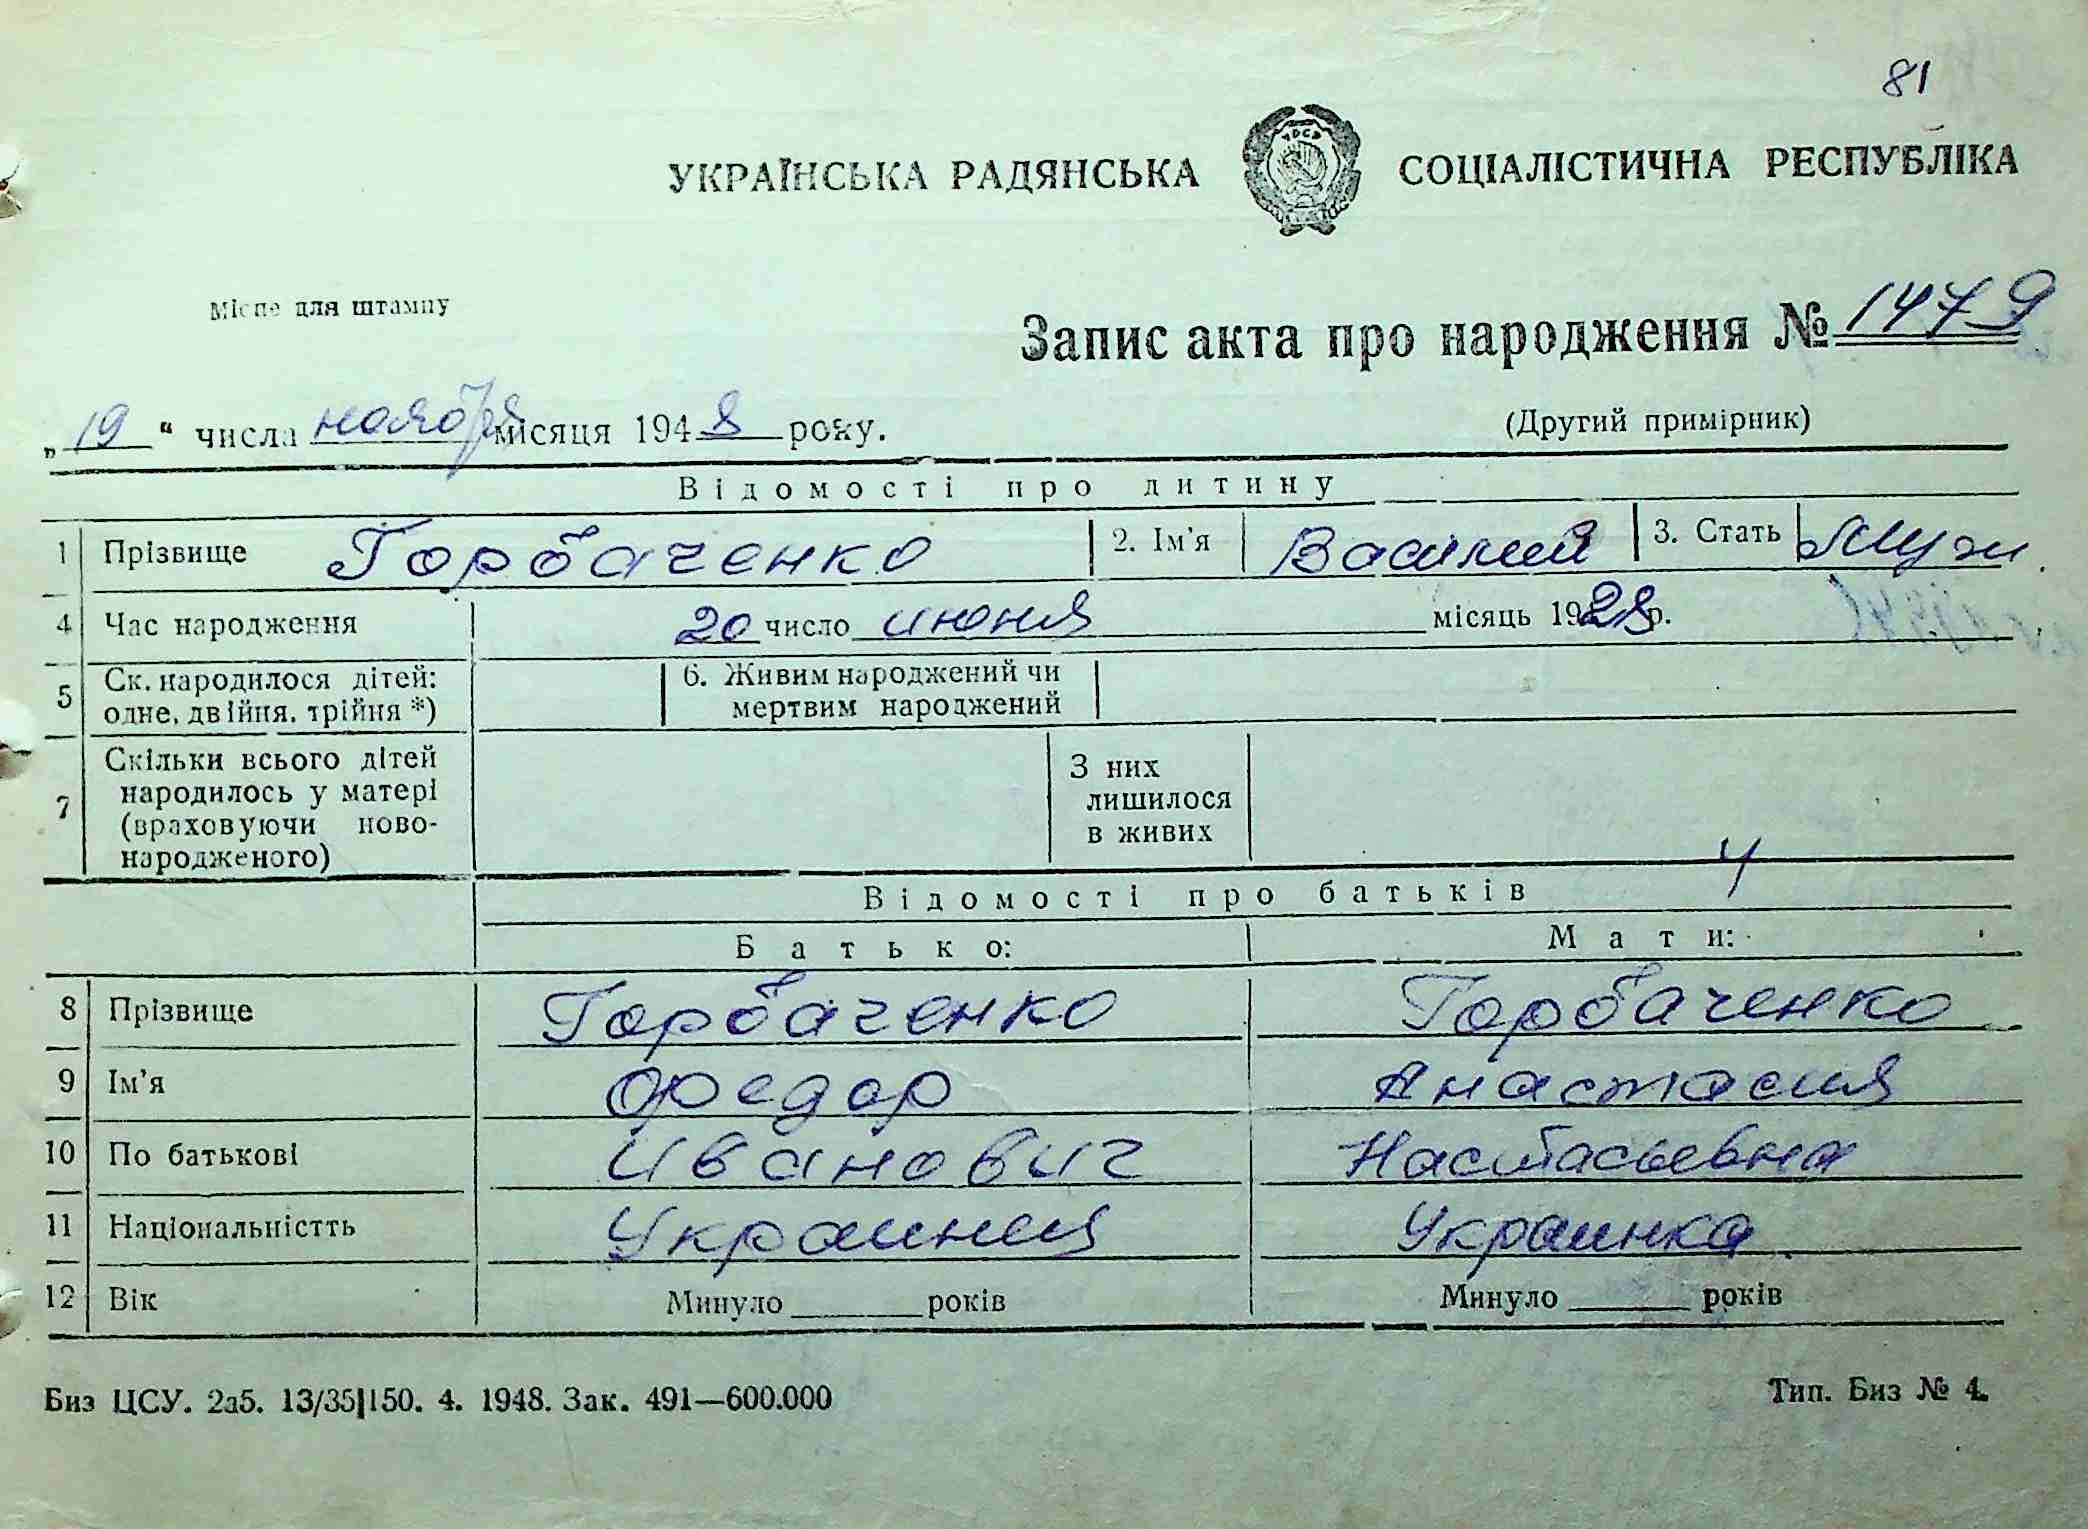 81
УКРАЇНСЬКА РАДЯНСЬКА СОЦІАЛІСТИЧНА РЕСПУБЛІКА
Місце для штампу
Запис акта про народження № 1479
„19“ числа ноября місяця 1948 року.
(Другий примірник)
Відомості про дитину
1 Прізвище Горбаченко 2. Ім'я Василий 3. Стать Муж
4 Час народження 20 число июня місяць 1928 р.
5 Ск. народилося дітей: одне, двійня, трійня *) 6. Живим народжений чи мертвим народжений
7 Скільки всього дітей народилось у матері (враховуючи ново-народженого) З них лишилося в живих
Відомості про батьків
Батько: Мати:
8 Прізвище Горбаченко Горбаченко
9 Ім'я Федор Анастасия
10 По батькові Иванович Настасьевна
11 Національністть Украинец Украинка
12 Вік Минуло ______ років Минуло ______ років
Биз ЦСУ. 2а5. 13/35|150. 4. 1948. Зак. 491—600.000 Тип. Биз № 4.